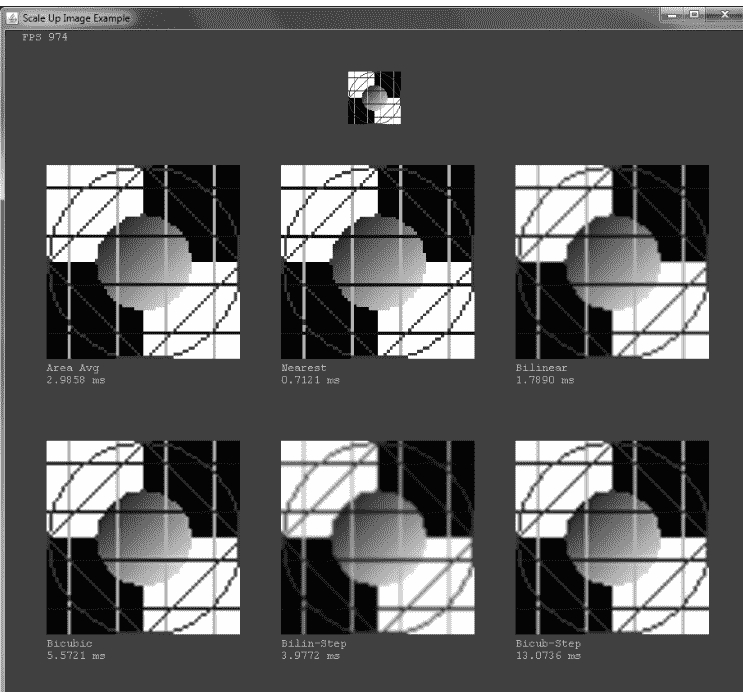 Scale Up Image Example
FPS 974
Area Avg
2.9858 ms
Nearest
0.7121 ms
Bilinear
1.7890 ms
Bicubic
5.5721 ms
Bilin-Step
3.9772 ms
Bicub-Step
13.0736 ms